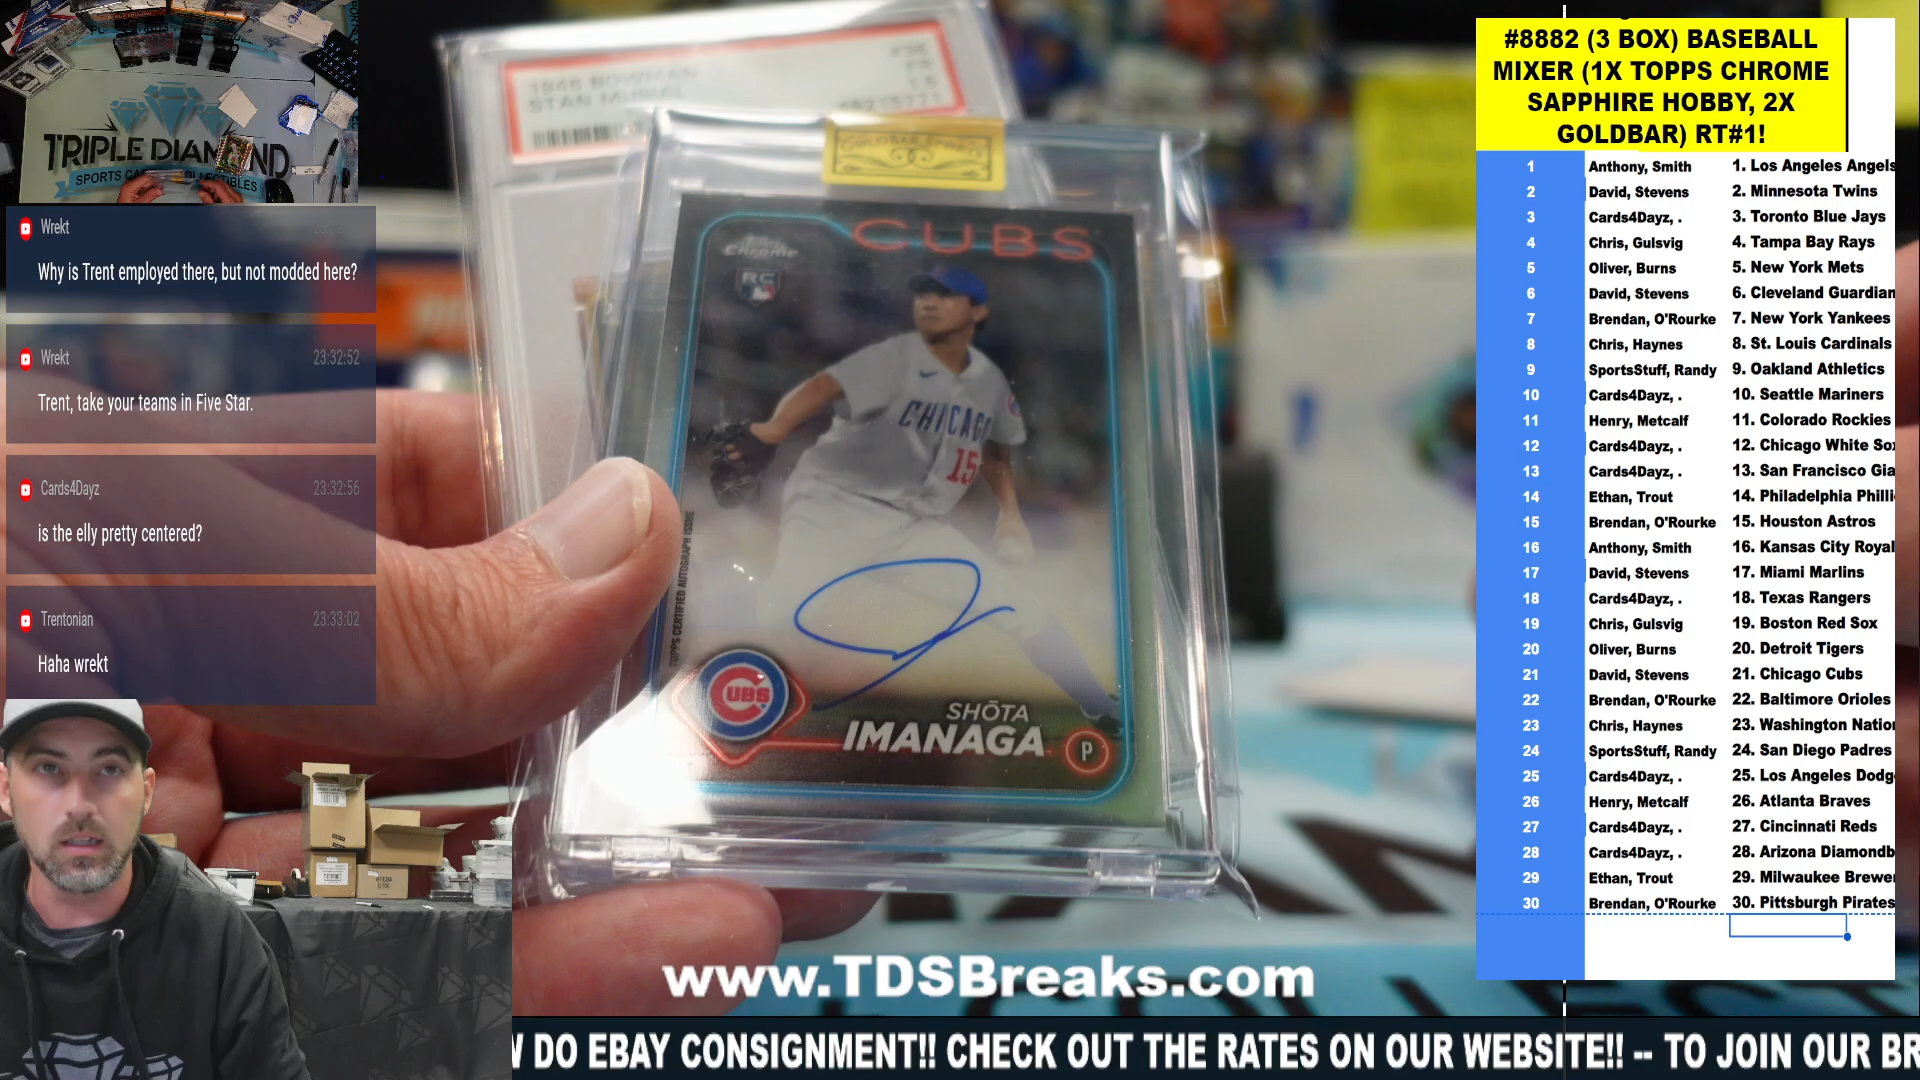 TRIPLE DIAMOND
SPORTS CARDS
Wrekt
Why is Trent employed there, but not modded here?
Wrekt 23:32:52
Trent, take your teams in Five Star.
Cards4Dayz 23:32:56
is the elly pretty centered?
Trentonian 23:33:02
Haha wrekt
1948 BOWMAN
STAN MUSIAL
CUBS
Topps
Chrome
RC
CHICAGO
15
TOPPS CERTIFIED AUTOGRAPH ISSUE
CUBS
SHŌTA
IMANAGA P
www.TDSBreaks.com
W DO EBAY CONSIGNMENT!! CHECK OUT THE RATES ON OUR WEBSITE!! -- TO JOIN OUR BR
#8882 (3 BOX) BASEBALL
MIXER (1X TOPPS CHROME
SAPPHIRE HOBBY, 2X
GOLDBAR) RT#1!
1 Anthony, Smith 1. Los Angeles Angels
2 David, Stevens 2. Minnesota Twins
3 Cards4Dayz, . 3. Toronto Blue Jays
4 Chris, Gulsvig 4. Tampa Bay Rays
5 Oliver, Burns 5. New York Mets
6 David, Stevens 6. Cleveland Guardian
7 Brendan, O'Rourke 7. New York Yankees
8 Chris, Haynes 8. St. Louis Cardinals
9 SportsStuff, Randy 9. Oakland Athletics
10 Cards4Dayz, . 10. Seattle Mariners
11 Henry, Metcalf 11. Colorado Rockies
12 Cards4Dayz, . 12. Chicago White Sox
13 Cards4Dayz, . 13. San Francisco Gia
14 Ethan, Trout 14. Philadelphia Philli
15 Brendan, O'Rourke 15. Houston Astros
16 Anthony, Smith 16. Kansas City Royal
17 David, Stevens 17. Miami Marlins
18 Cards4Dayz, . 18. Texas Rangers
19 Chris, Gulsvig 19. Boston Red Sox
20 Oliver, Burns 20. Detroit Tigers
21 David, Stevens 21. Chicago Cubs
22 Brendan, O'Rourke 22. Baltimore Orioles
23 Chris, Haynes 23. Washington Natio
24 SportsStuff, Randy 24. San Diego Padres
25 Cards4Dayz, . 25. Los Angeles Dodg
26 Henry, Metcalf 26. Atlanta Braves
27 Cards4Dayz, . 27. Cincinnati Reds
28 Cards4Dayz, . 28. Arizona Diamondb
29 Ethan, Trout 29. Milwaukee Brewe
30 Brendan, O'Rourke 30. Pittsburgh Pirates